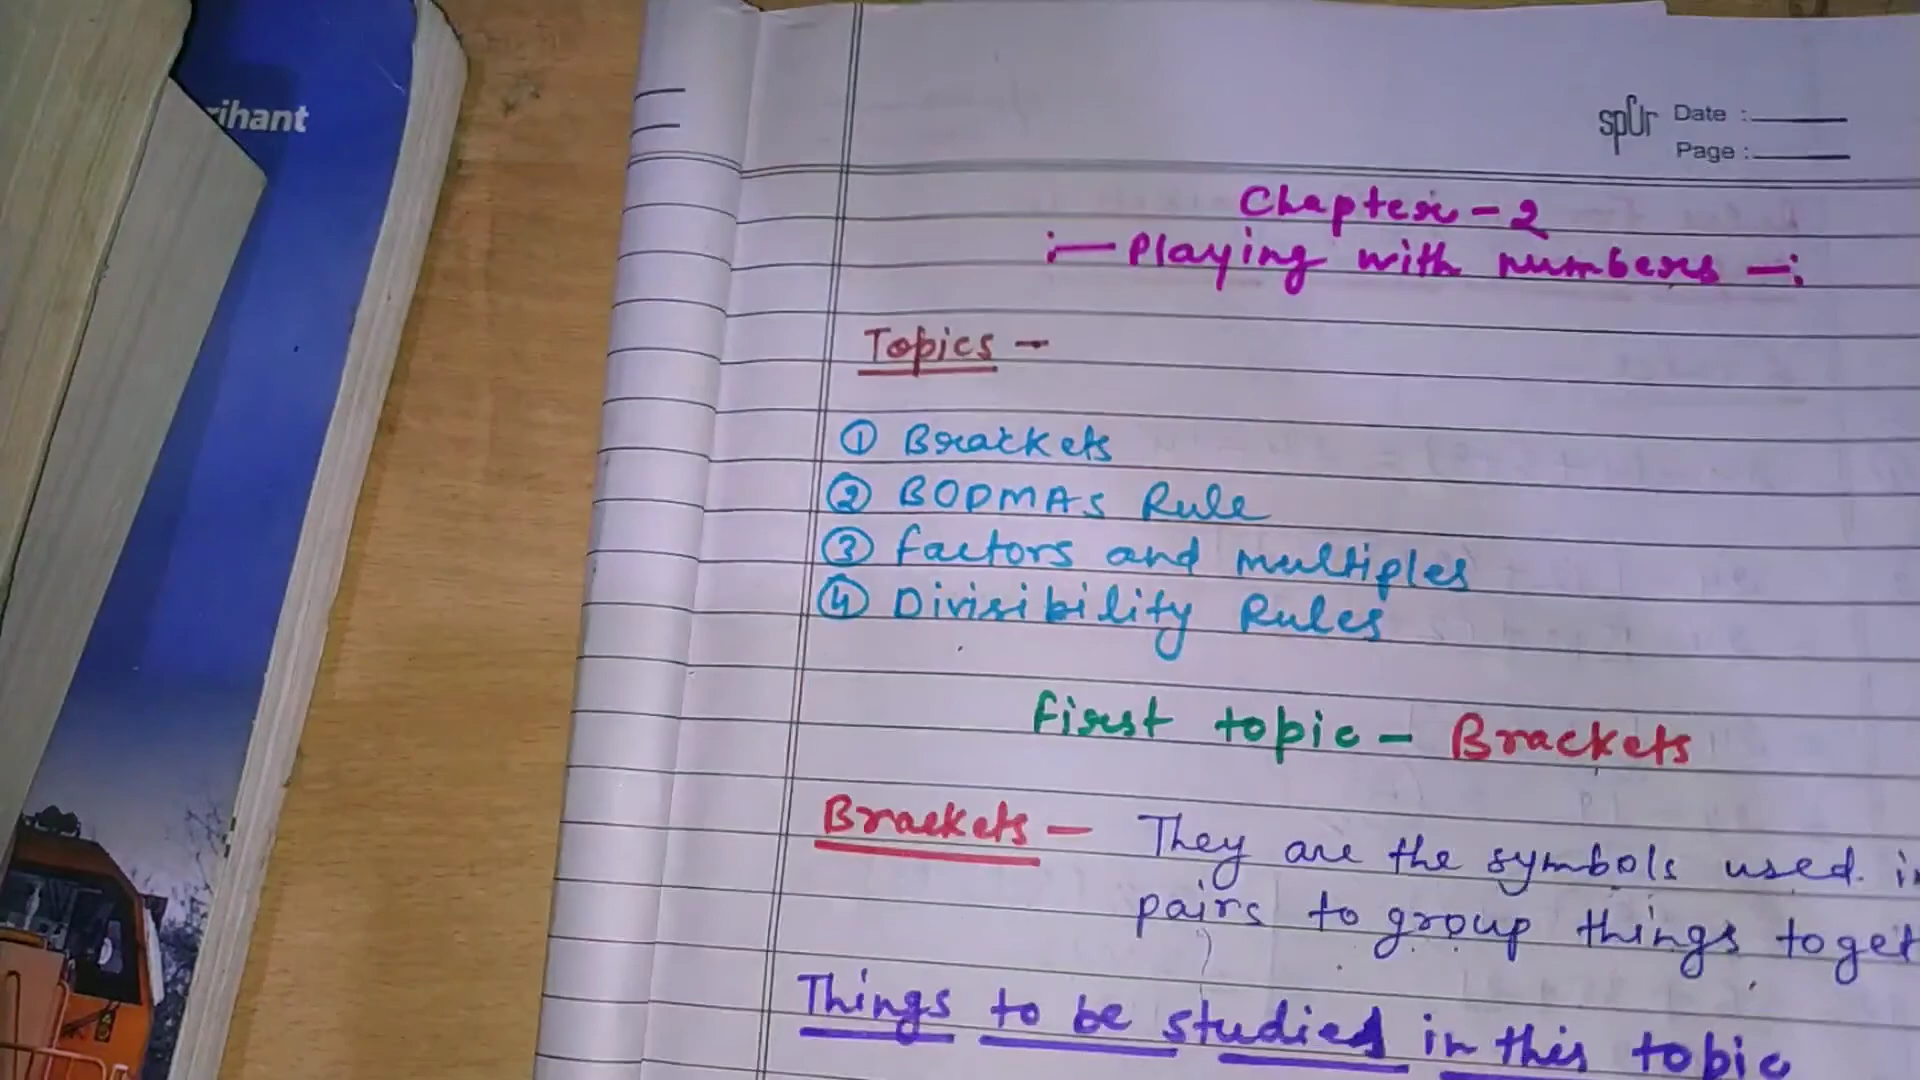 rihant
spUr Date :
Page :
Chapter - 2
:- Playing with numbers -:
Topics -
① Brackets
② BODMAS Rule
③ factors and multiples
④ Divisibility Rules
first topic - Brackets
Brackets - They are the symbols used in
pairs to group things toget
Things to be studied in this topic